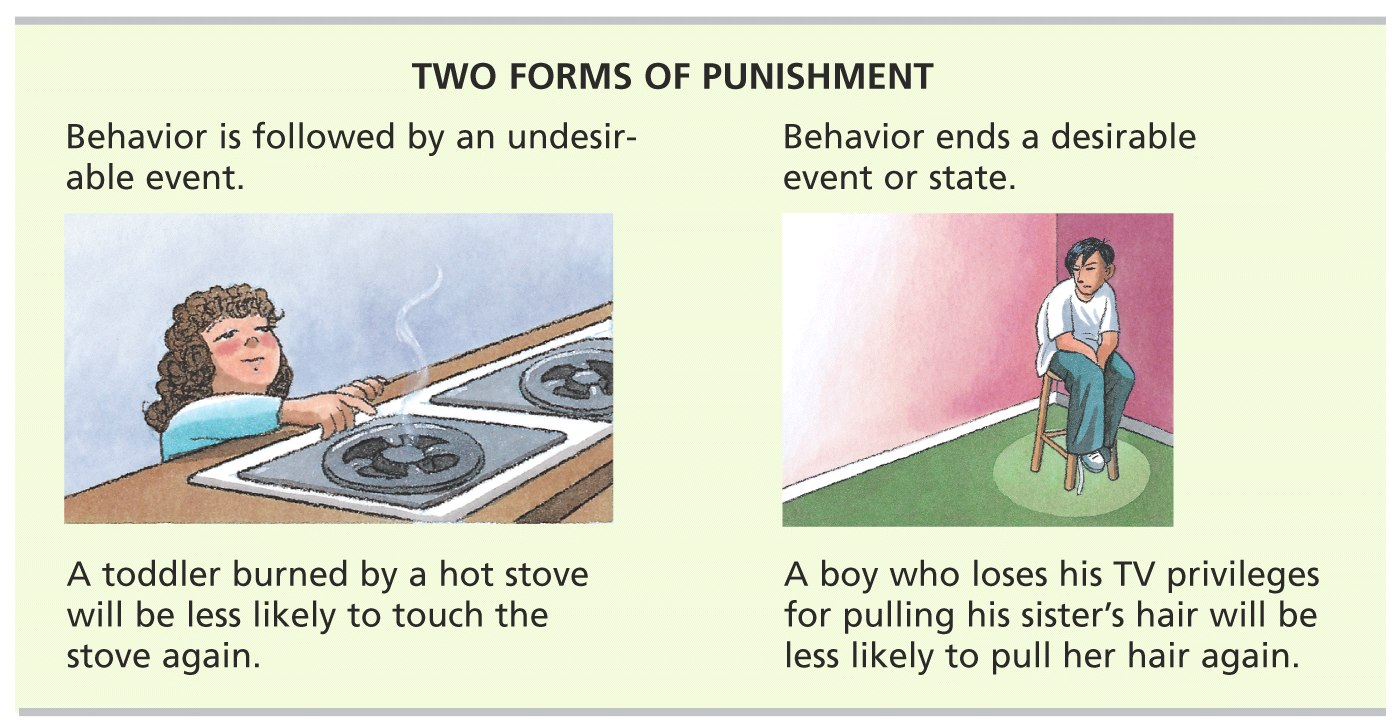 TWO FORMS OF PUNISHMENT
Behavior is followed by an undesir-
able event.
Behavior ends a desirable
event or state.
A toddler burned by a hot stove
will be less likely to touch the
stove again.
A boy who loses his TV privileges
for pulling his sister’s hair will be
less likely to pull her hair again.